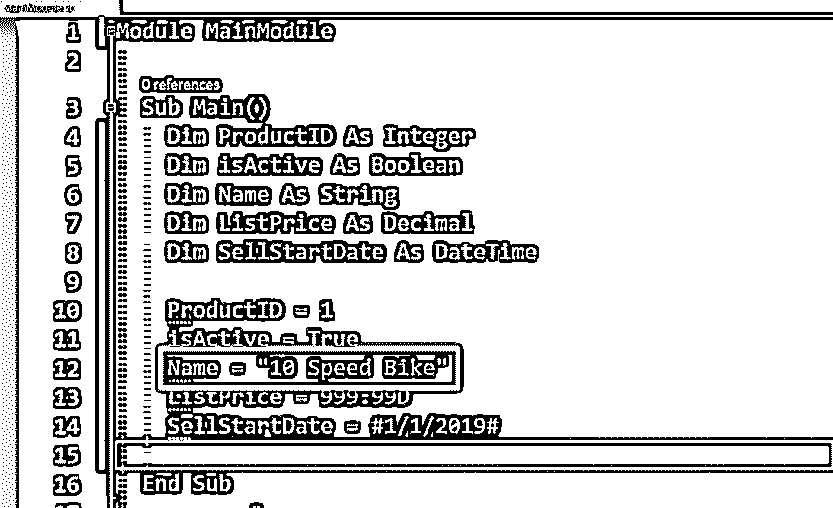 1 Module MainModule
2
0 references
3 Sub Main()
4 Dim ProductID As Integer
5 Dim isActive As Boolean
6 Dim Name As String
7 Dim ListPrice As Decimal
8 Dim SellStartDate As DateTime
9
10 ProductID = 1
11 isActive = True
12 Name = "10 Speed Bike"
13 ListPrice = 999.99D
14 SellStartDate = #1/1/2019#
15
16 End Sub